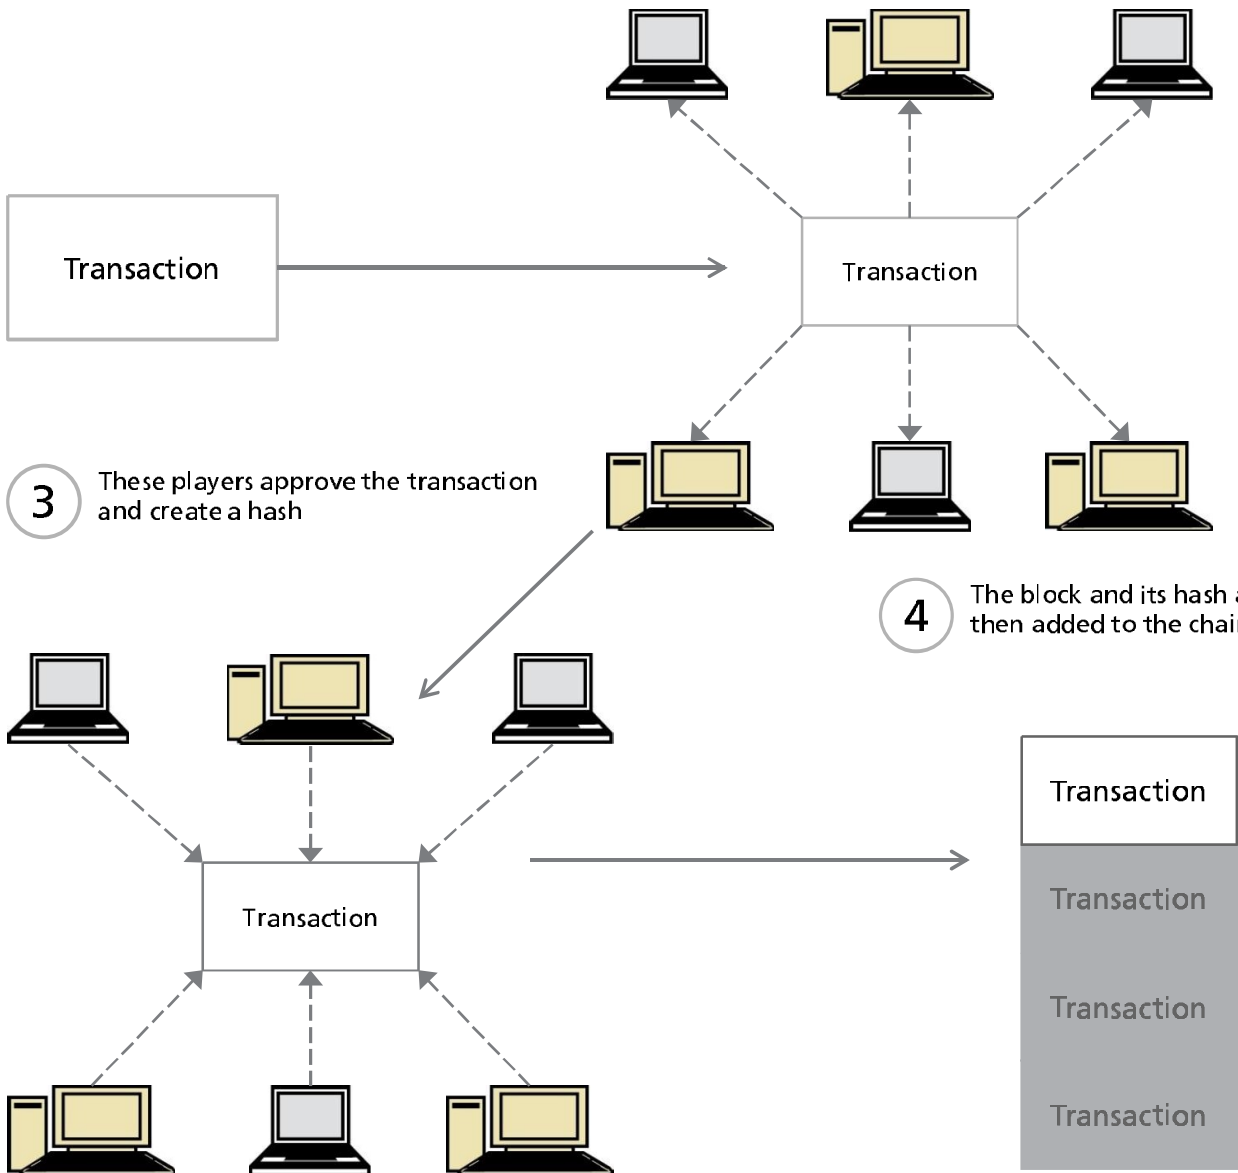 Transaction
Transaction
3
These players approve the transaction
and create a hash
4
The block and its hash
then added to the
Transaction
Transaction
Transaction
Transaction
Transaction